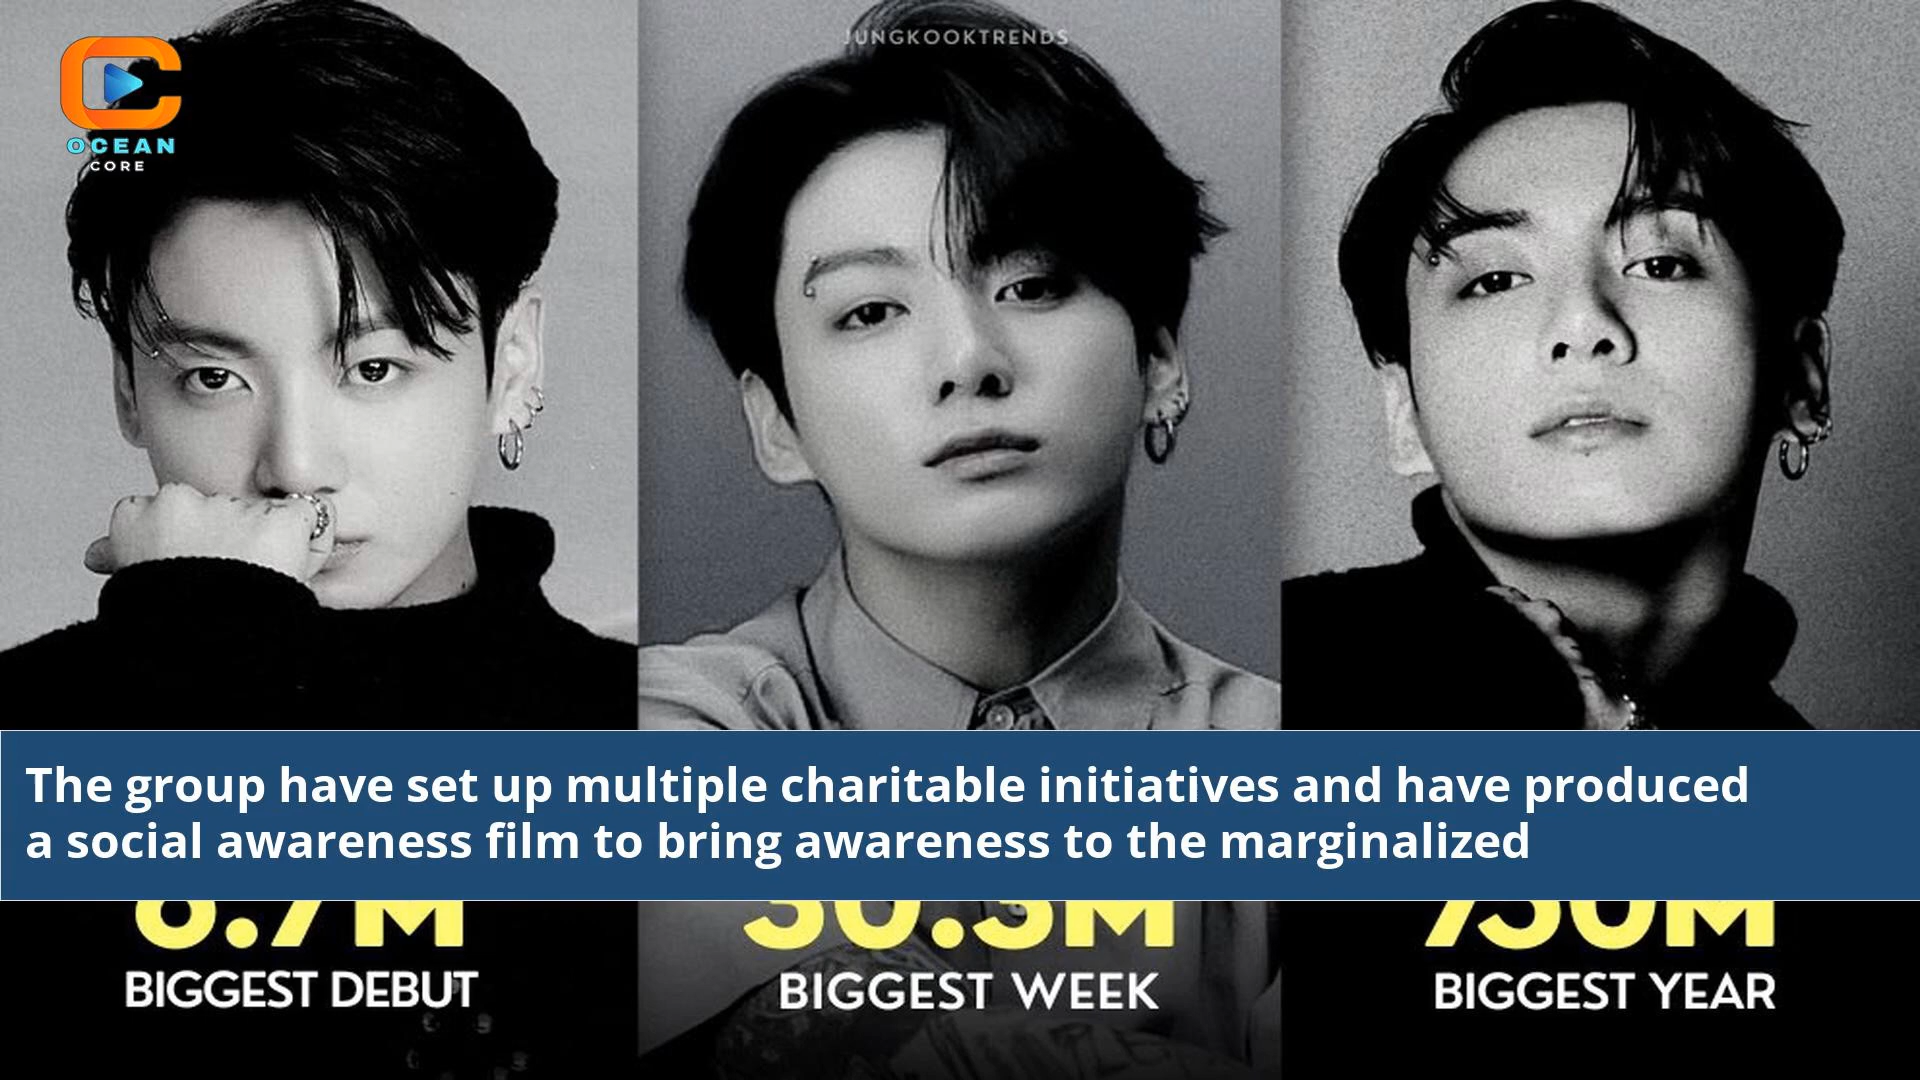 JUNGKOOKTRENDS
OCEAN
CORE
The group have set up multiple charitable initiatives and have produced
a social awareness film to bring awareness to the marginalized
BIGGEST DEBUT
BIGGEST WEEK
BIGGEST YEAR